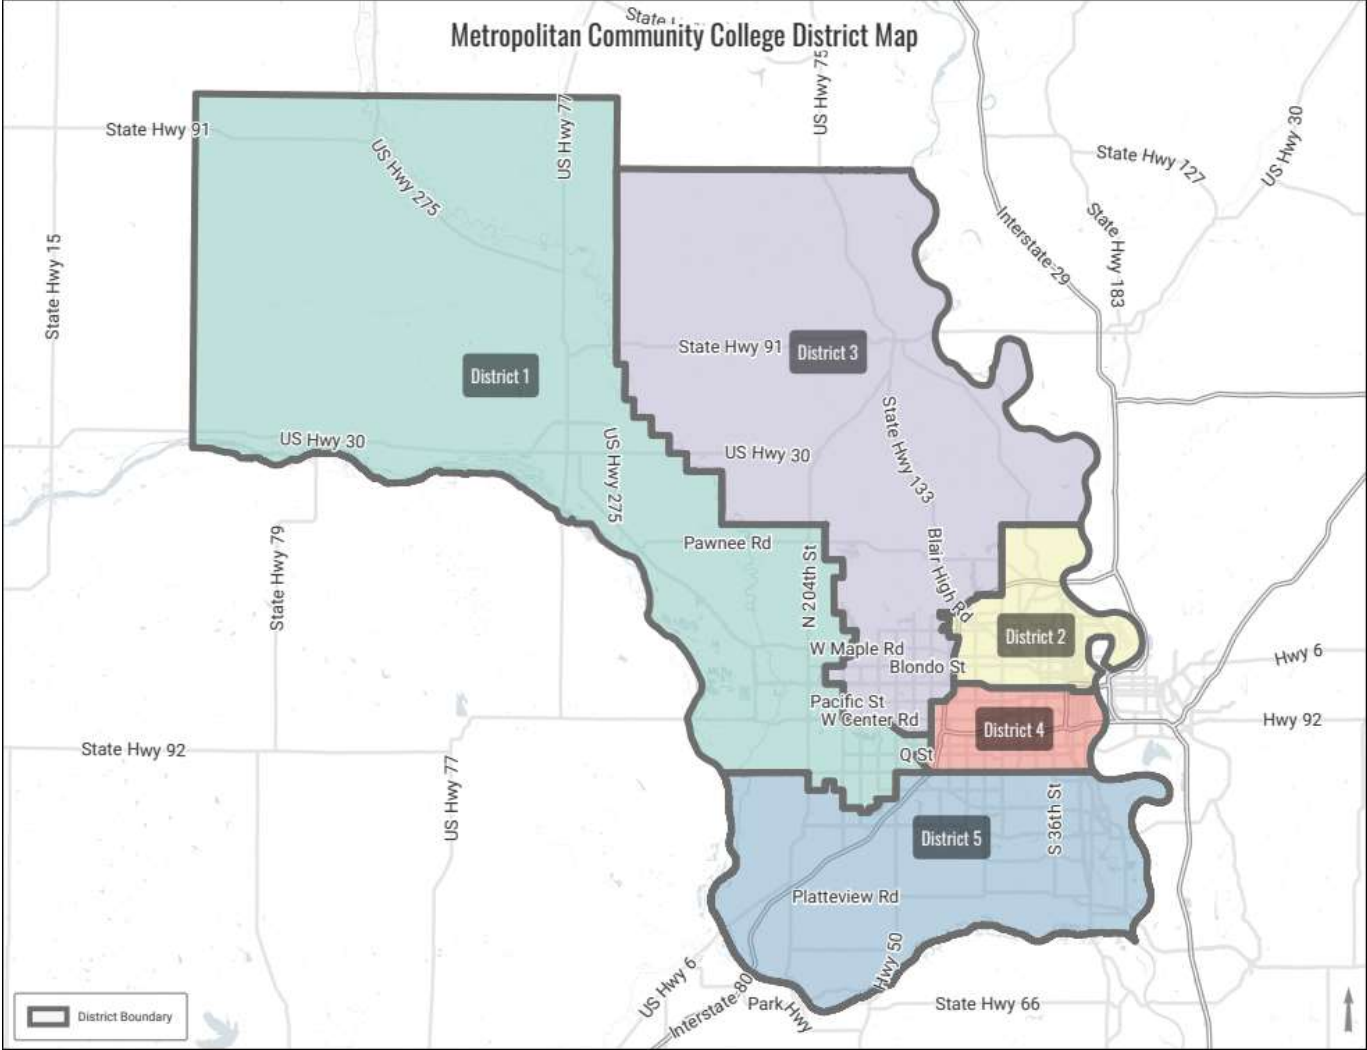 State
Metropolitan Community College District Map
US Hwy 75
US Hwy 77
State Hwy 91
US Hwy 30
State Hwy 127
US Hwy 275
State Hwy 183
Interstate 29
State Hwy 15
State Hwy 91
District 3
District 1
US Hwy 30
US Hwy 30
State Hwy 133
US Hwy 275
Pawnee Rd
N 204th St
Blair High Rd
State Hwy 79
District 2
W Maple Rd
Blondo St
Hwy 6
Pacific St
W Center Rd
District 4
Hwy 92
State Hwy 92
Q St
US Hwy 77
S 36th St
District 5
Platteview Rd
Hwy 50
US Hwy 6
Interstate 80
Park Hwy
State Hwy 66
District Boundary